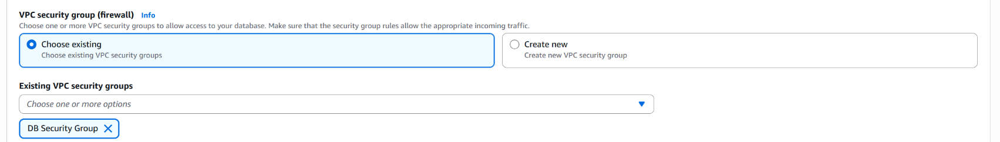 VPC security group (firewall) Info
Choose one or more VPC security groups to allow access to your database. Make sure that the security group rules allow the appropriate incoming traffic.
Choose existing
Choose existing VPC security groups
Create new
Create new VPC security group
Existing VPC security groups
Choose one or more options
DB Security Group